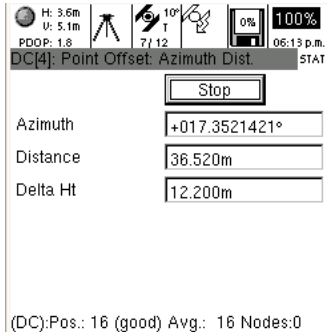 H: 3.6m
V: 5.1m
PDOP: 1.8
10°
T
7/12
0%
100%
06:13 p.m.
DC[4]: Point Offset: Azimuth Dist.
STAT
Stop
Azimuth
+017.3521421°
Distance
36.520m
Delta Ht
12.200m
(DC):Pos.: 16 (good) Avg.: 16 Nodes:0